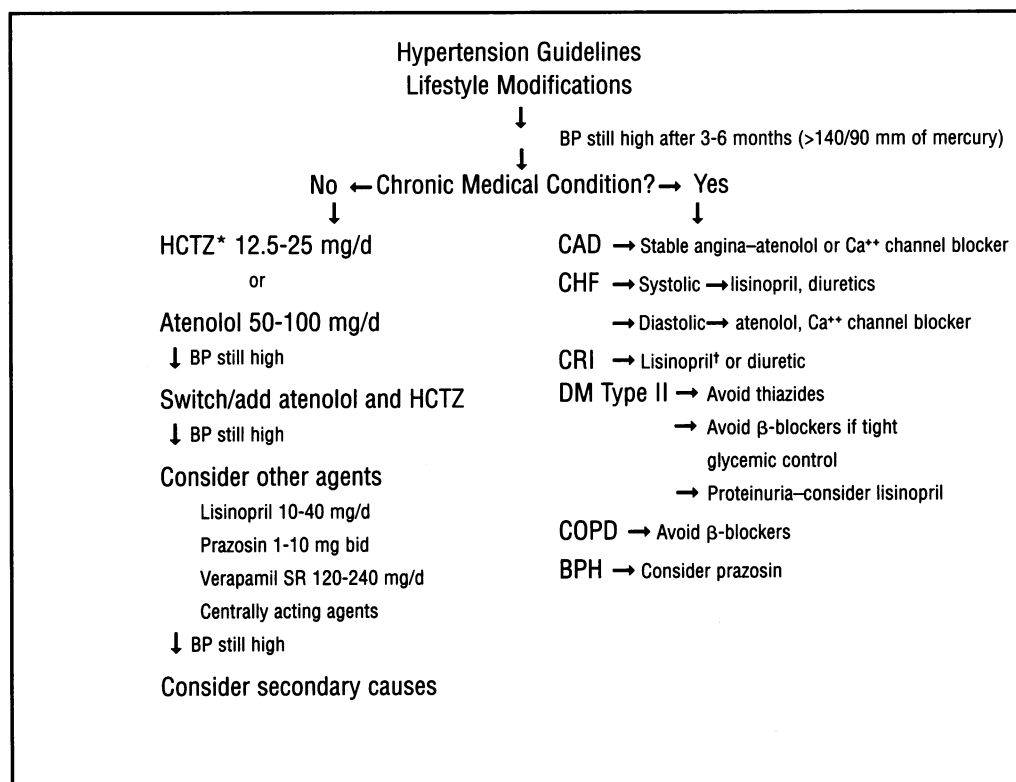 Hypertension Guidelines
Lifestyle Modifications
↓
BP still high after 3-6 months (>140/90 mm of mercury)
↓
No ← Chronic Medical Condition? → Yes
↓
HCTZ* 12.5-25 mg/d
or
Atenolol 50-100 mg/d
↓ BP still high
Switch/add atenolol and HCTZ
↓ BP still high
Consider other agents
Lisinopril 10-40 mg/d
Prazosin 1-10 mg bid
Verapamil SR 120-240 mg/d
Centrally acting agents
↓ BP still high
Consider secondary causes
↓
CAD → Stable angina–atenolol or Ca⁺⁺ channel blocker
CHF → Systolic → lisinopril, diuretics
→ Diastolic → atenolol, Ca⁺⁺ channel blocker
CRI → Lisinopril† or diuretic
DM Type II → Avoid thiazides
→ Avoid β-blockers if tight
glycemic control
→ Proteinuria–consider lisinopril
COPD → Avoid β-blockers
BPH → Consider prazosin